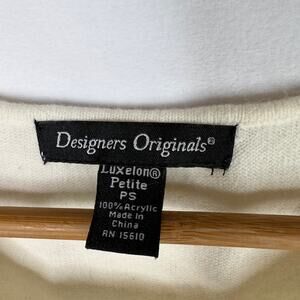 Designers Originals®
Luxelon®
Petite
PS
100% Acrylic
Made in
China
RN 15610